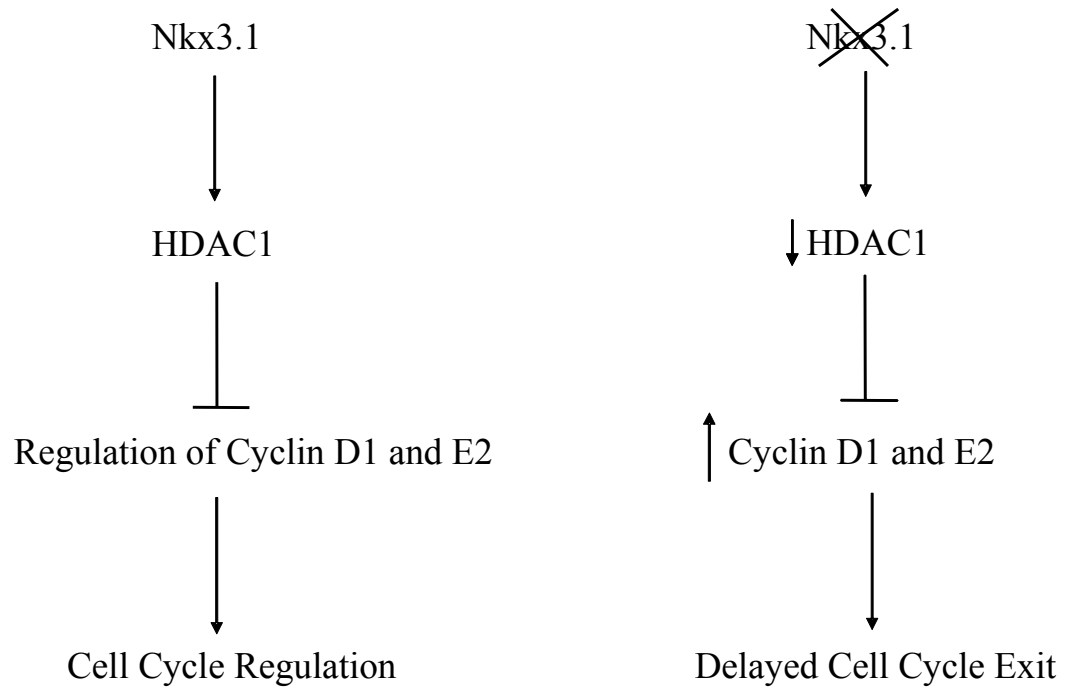 Nkx3.1
HDAC1
Regulation of Cyclin D1 and E2
Cell Cycle Regulation
Nkx3.1
HDAC1
Cyclin D1 and E2
Delayed Cell Cycle Exit